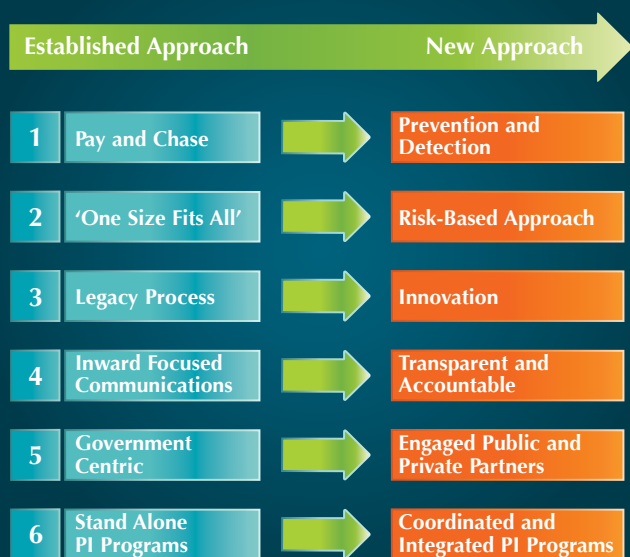 Established Approach New Approach
1 Pay and Chase Prevention and
Detection
2 ‘One Size Fits All’ Risk-Based Approach
3 Legacy Process Innovation
4 Inward Focused
Communications
Transparent and
Accountable
5 Government
Centric
Engaged Public and
Private Partners
6 Stand Alone
PI Programs
Coordinated and
Integrated PI Programs